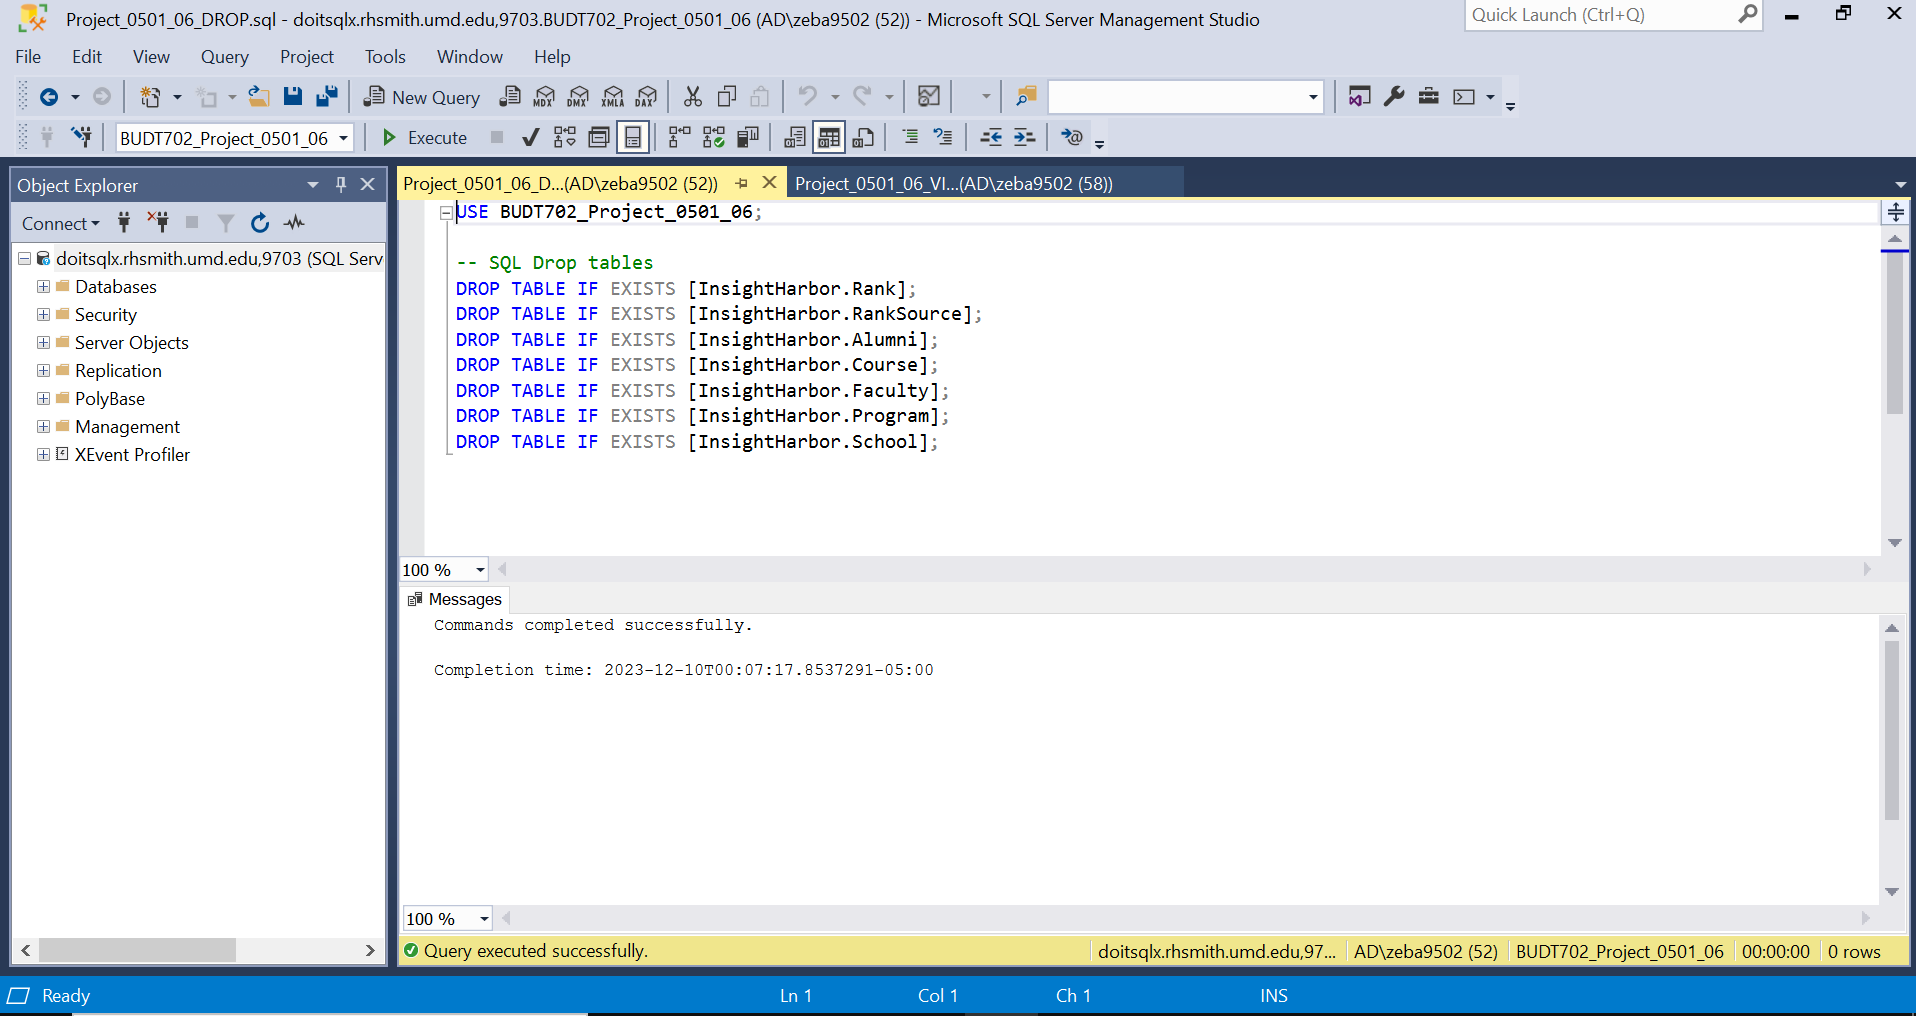 Project_0501_06_DROP.sql - doitsqlx.rhsmith.umd.edu,9703.BUDT702_Project_0501_06 (AD\zeba9502 (52)) - Microsoft SQL Server Management Studio
Quick Launch (Ctrl+Q)
File Edit View Query Project Tools Window Help
New Query MDX DMX XMLA DAX
BUDT702_Project_0501_06 Execute
Object Explorer
Connect
doitsqlx.rhsmith.umd.edu,9703 (SQL Serv
Databases
Security
Server Objects
Replication
PolyBase
Management
XEvent Profiler
Project_0501_06_D...(AD\zeba9502 (52)) Project_0501_06_VI...(AD\zeba9502 (58))
USE BUDT702_Project_0501_06;
-- SQL Drop tables
DROP TABLE IF EXISTS [InsightHarbor.Rank];
DROP TABLE IF EXISTS [InsightHarbor.RankSource];
DROP TABLE IF EXISTS [InsightHarbor.Alumni];
DROP TABLE IF EXISTS [InsightHarbor.Course];
DROP TABLE IF EXISTS [InsightHarbor.Faculty];
DROP TABLE IF EXISTS [InsightHarbor.Program];
DROP TABLE IF EXISTS [InsightHarbor.School];
100 %
Messages
Commands completed successfully.
Completion time: 2023-12-10T00:07:17.8537291-05:00
100 %
Query executed successfully. doitsqlx.rhsmith.umd.edu,97... AD\zeba9502 (52) BUDT702_Project_0501_06 00:00:00 0 rows
Ready Ln 1 Col 1 Ch 1 INS